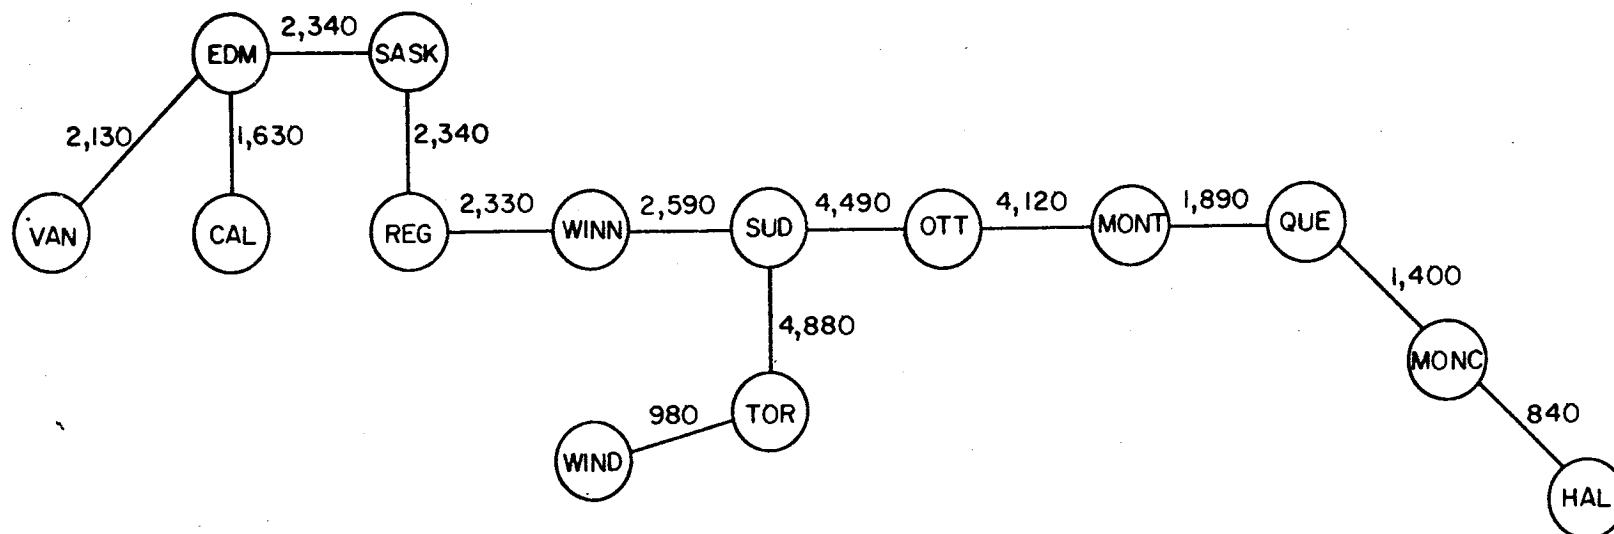 2,340
EDM
SASK
2,130
1,630
2,340
VAN
CAL
REG
2,330
WINN
2,590
SUD
4,490
OTT
4,120
MONT
1,890
QUE
1,400
4,880
MONC
980
TOR
840
WIND
HAL